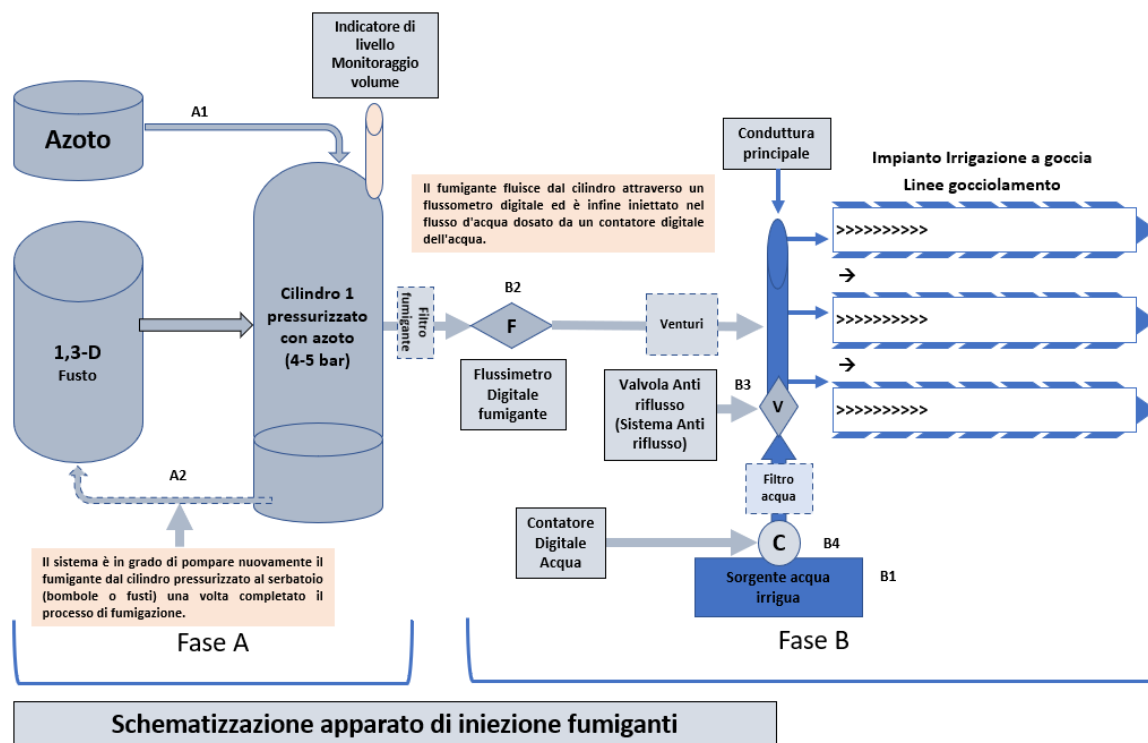 Indicatore di
livello
Monitoraggio
volume
A1
Azoto
Conduttura
principale
Impianto Irrigazione a goccia
Linee gocciolamento
Il fumigante fluisce dal cilindro attraverso un
flussometro digitale ed è infine iniettato nel
flusso d'acqua dosato da un contatore digitale
dell'acqua.
>>>>>>>>>>
→
>>>>>>>>>>
→
>>>>>>>>>>
1,3-D
Fusto
Cilindro 1
pressurizzato
con azoto
(4-5 bar)
Filtro
fumigante
B2
F
Venturi
Flussimetro
Digitale
fumigante
Valvola Anti
riflusso
(Sistema Anti
riflusso)
B3
V
A2
Filtro
acqua
Contatore
Digitale
Acqua
C
B4
Sorgente acqua
irrigua
B1
Il sistema è in grado di pompare nuovamente il
fumigante dal cilindro pressurizzato al serbatoio
(bombole o fusti) una volta completato il
processo di fumigazione.
Fase A
Fase B
Schematizzazione apparato di iniezione fumiganti